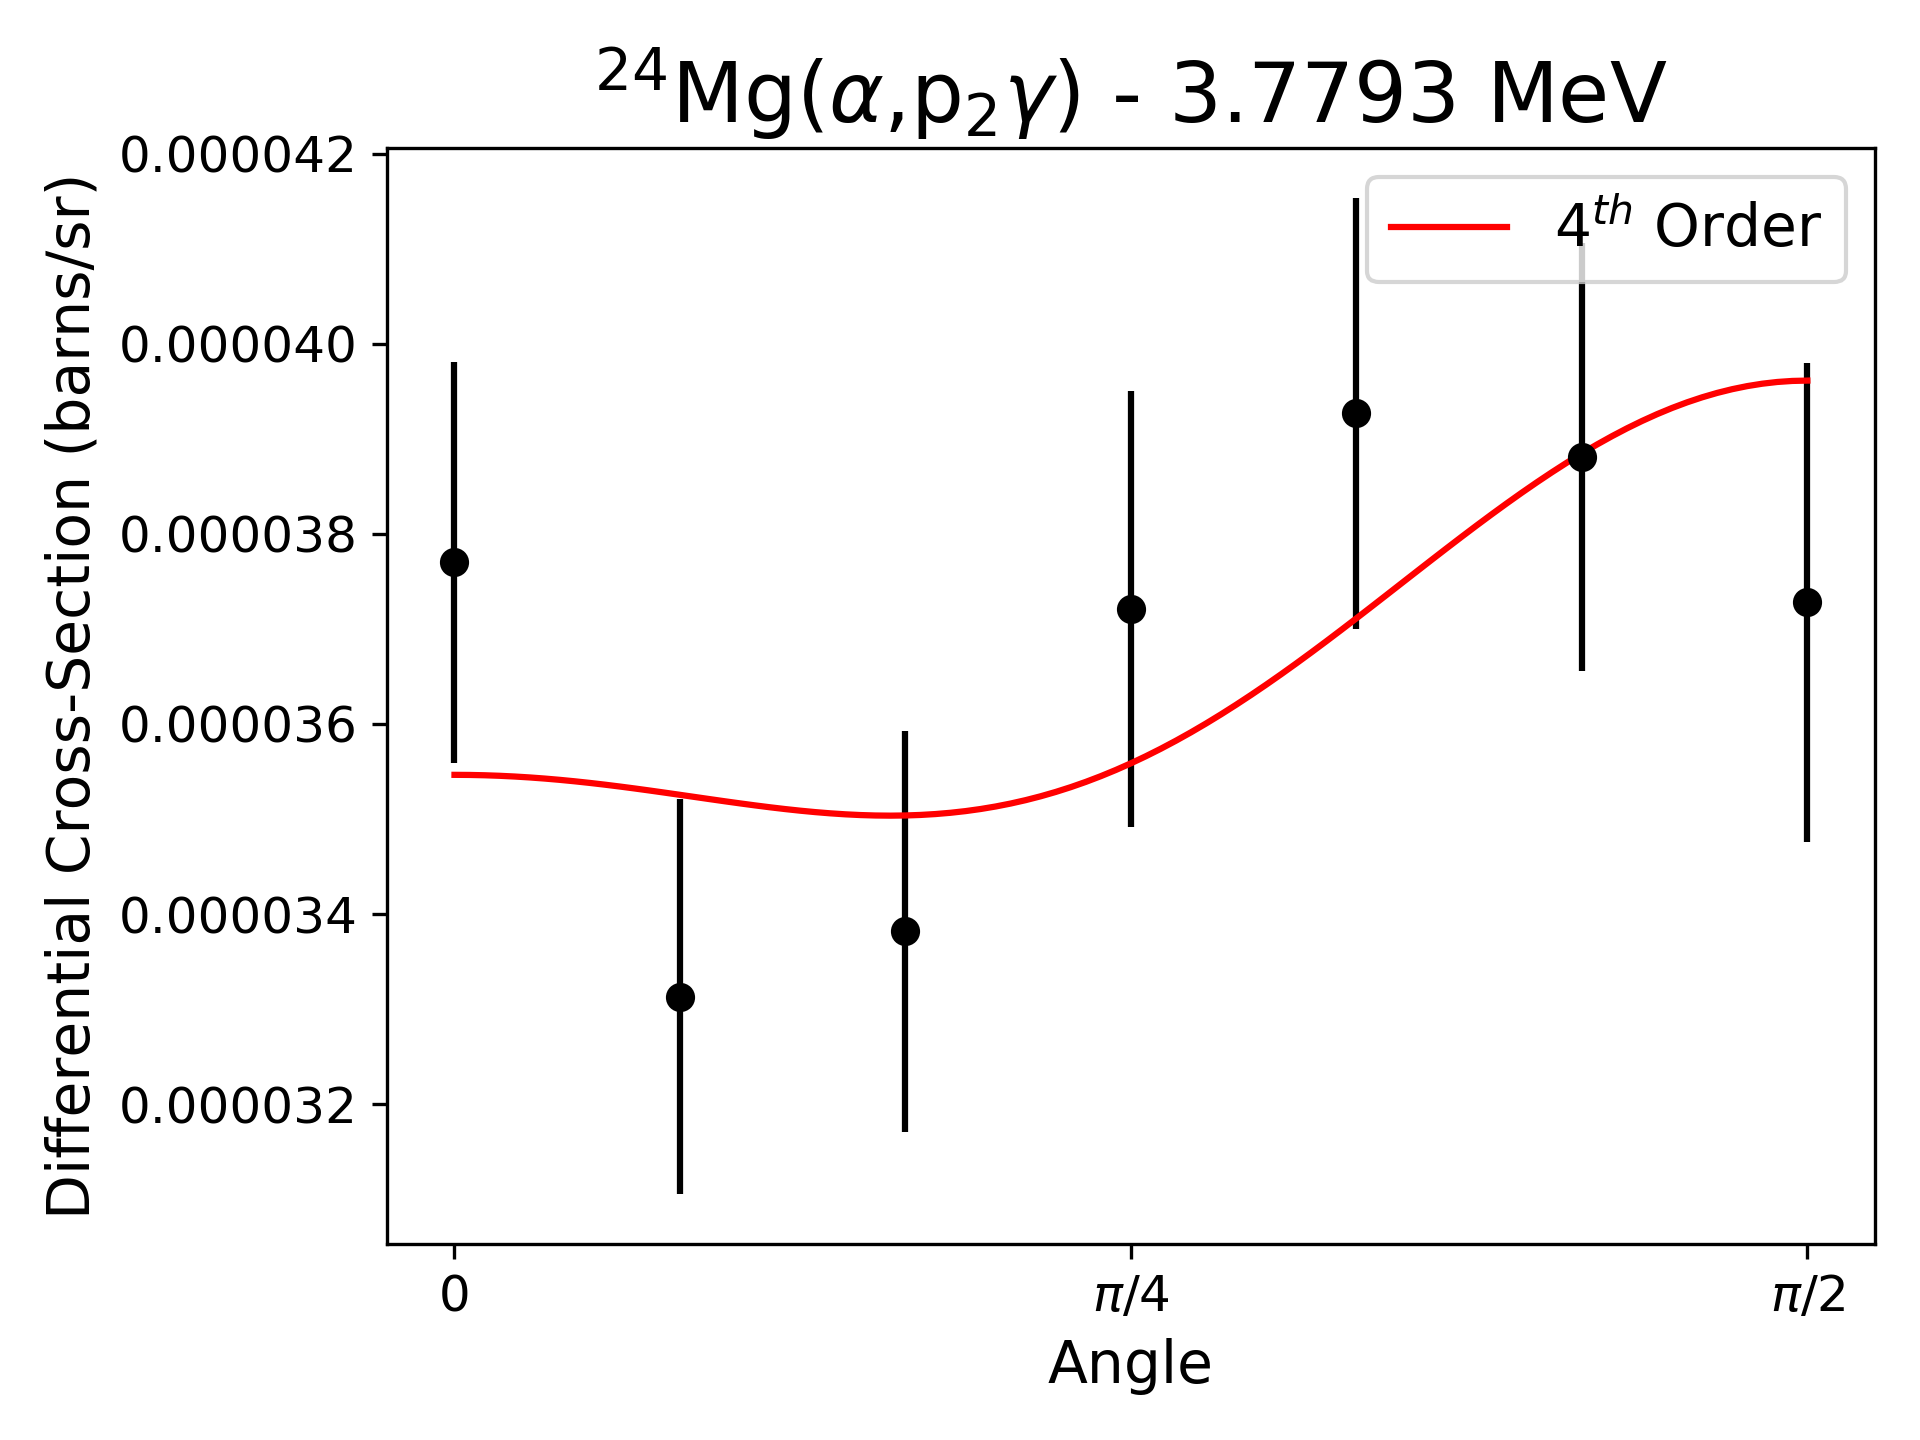 ²⁴Mg(α,p₂γ) - 3.7793 MeV
Differential Cross-Section (barns/sr)
0.000042
0.000040
0.000038
0.000036
0.000034
0.000032
4ᵗʰ Order
0 π/4 π/2
Angle